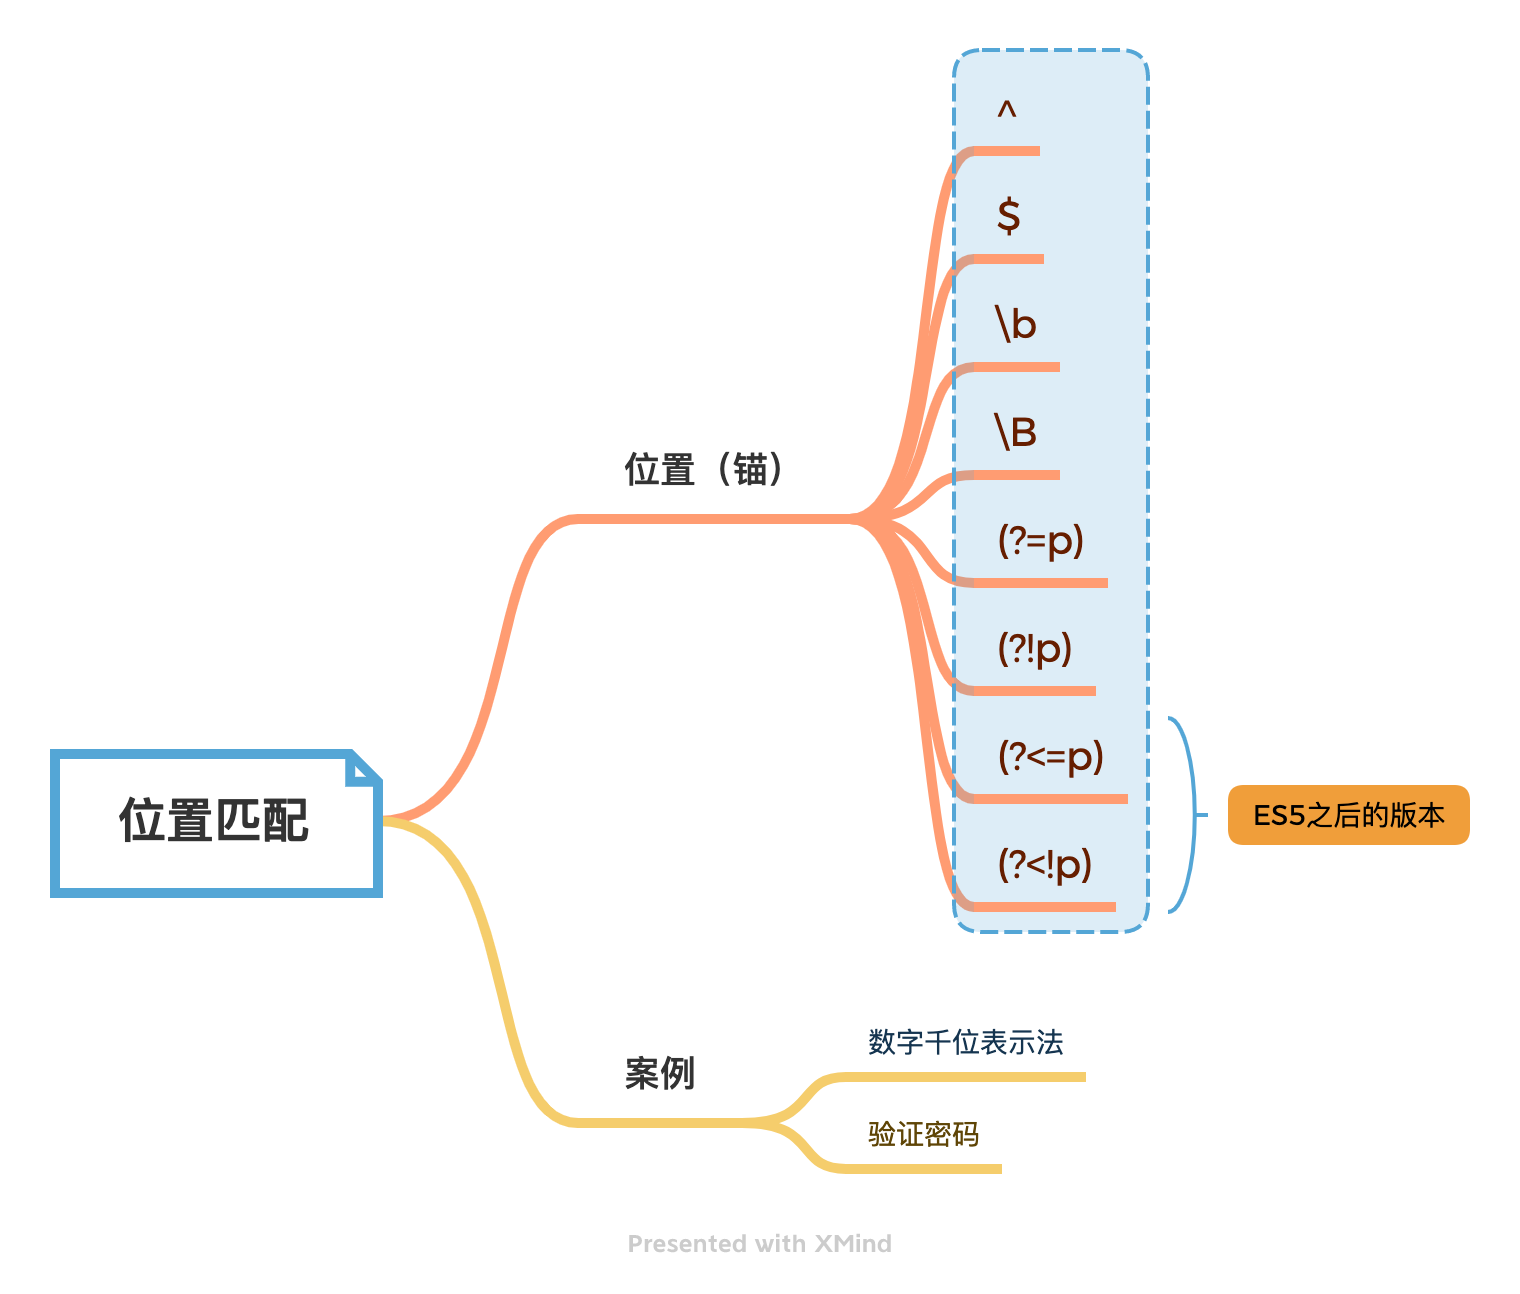 位置匹配
位置（锚）
^
$
\b
\B
(?=p)
(?!p)
(?<=p)
(?<!p)
ES5之后的版本
案例
数字千位表示法
验证密码
Presented with XMind